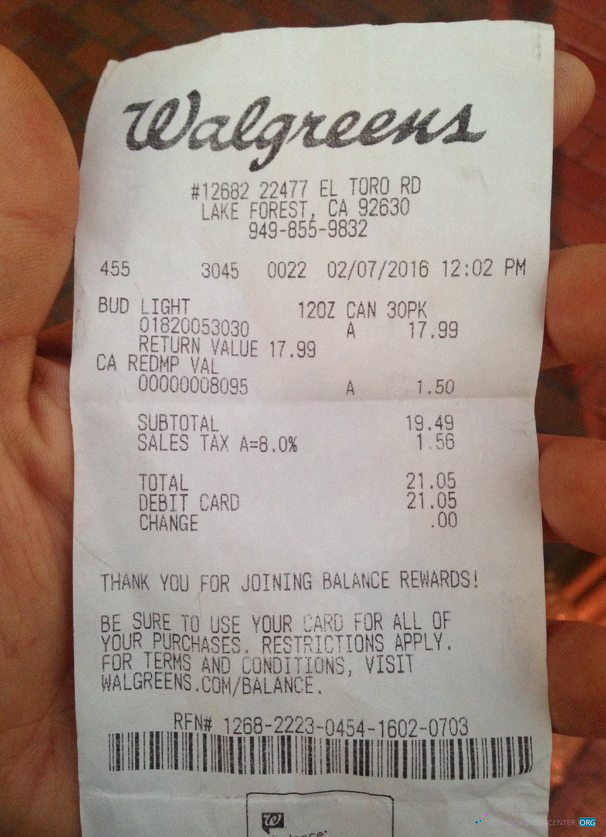 Walgreens
#12682 22477 EL TORO RD
LAKE FOREST, CA 92630
949-855-9832
455 3045 0022 02/07/2016 12:02 PM
BUD LIGHT 12OZ CAN 30PK
01820053030 A 17.99
RETURN VALUE 17.99
CA REDMP VAL
00000008095 A 1.50
SUBTOTAL 19.49
SALES TAX A=8.0% 1.56
TOTAL 21.05
DEBIT CARD 21.05
CHANGE .00
THANK YOU FOR JOINING BALANCE REWARDS!
BE SURE TO USE YOUR CARD FOR ALL OF
YOUR PURCHASES. RESTRICTIONS APPLY.
FOR TERMS AND CONDITIONS, VISIT
WALGREENS.COM/BALANCE.
RFN# 1268-2223-0454-1602-0703
W
ORG